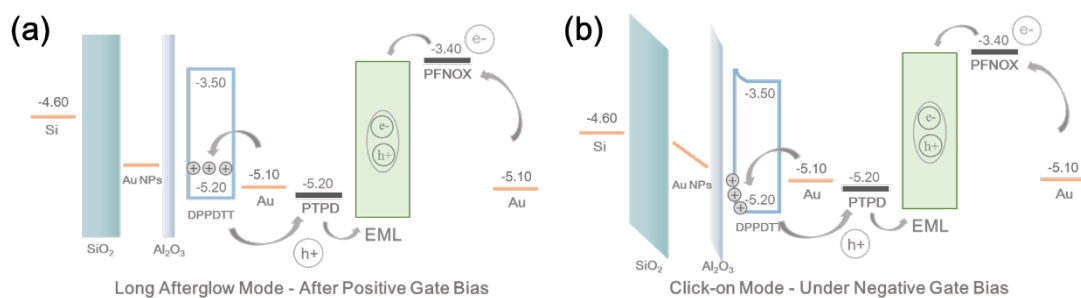 (a)
e-
-3.40
PFNOX
-3.50
-4.60
Si
e-
h+
Au NPs
-5.20
-5.10
Au
-5.20
PTPD
-5.10
Au
DPPDTT
EML
SiO2
Al2O3
h+
Long Afterglow Mode - After Positive Gate Bias
(b)
e-
-3.40
PFNOX
-3.50
-4.60
Si
e-
h+
Au NPs
-5.10
Au
-5.20
-5.20
PTPD
-5.10
Au
DPPDTT
EML
SiO2
Al2O3
h+
Click-on Mode - Under Negative Gate Bias